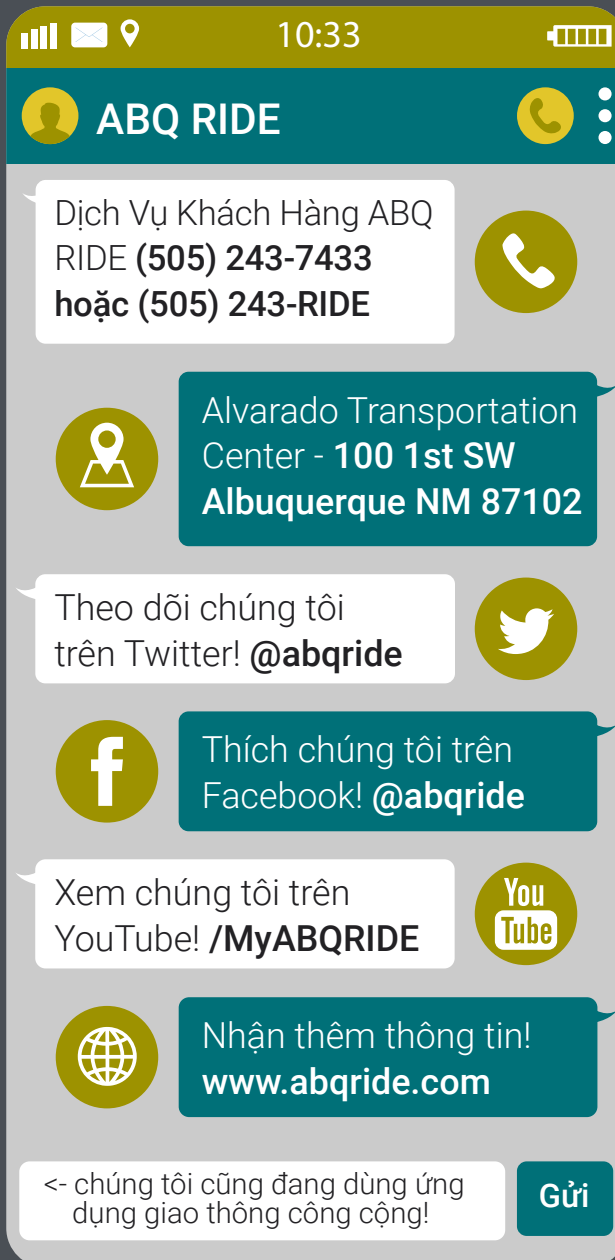 10:33
ABQ RIDE
Dịch Vụ Khách Hàng ABQ
RIDE (505) 243-7433
hoặc (505) 243-RIDE
Alvarado Transportation
Center - 100 1st SW
Albuquerque NM 87102
Theo dõi chúng tôi
trên Twitter! @abqride
Thích chúng tôi trên
Facebook! @abqride
Xem chúng tôi trên
YouTube! /MyABQRIDE
You
Tube
Nhận thêm thông tin!
www.abqride.com
<- chúng tôi cũng đang dùng ứng
dụng giao thông công cộng!
Gửi